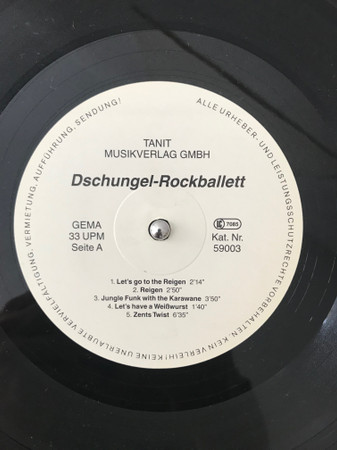 ALLE URHEBER- UND LEISTUNGSSCHUTZRECHTE VORBEHALTEN. KEIN VERLEIH! KEINE UNERLAUBTE VERVIELFÄLTIGUNG, VERMIETUNG, AUFFÜHRUNG, SENDUNG!
TANIT
MUSIKVERLAG GMBH
Dschungel-Rockballett
GEMA
33 UPM
Seite A
LC 7085
Kat. Nr.
59003
1. Let's go to the Reigen 2'14"
2. Reigen 2'50"
3. Jungle Funk with the Karawane 3'50"
4. Let's have a Weißwurst 1'40"
5. Zents Twist 6'35"